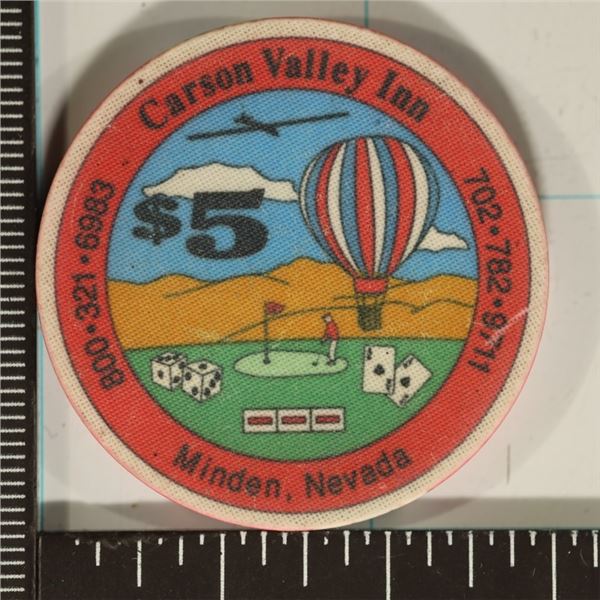 Carson Valley Inn
$5
800•321•6983
702•782•9711
Minden, Nevada